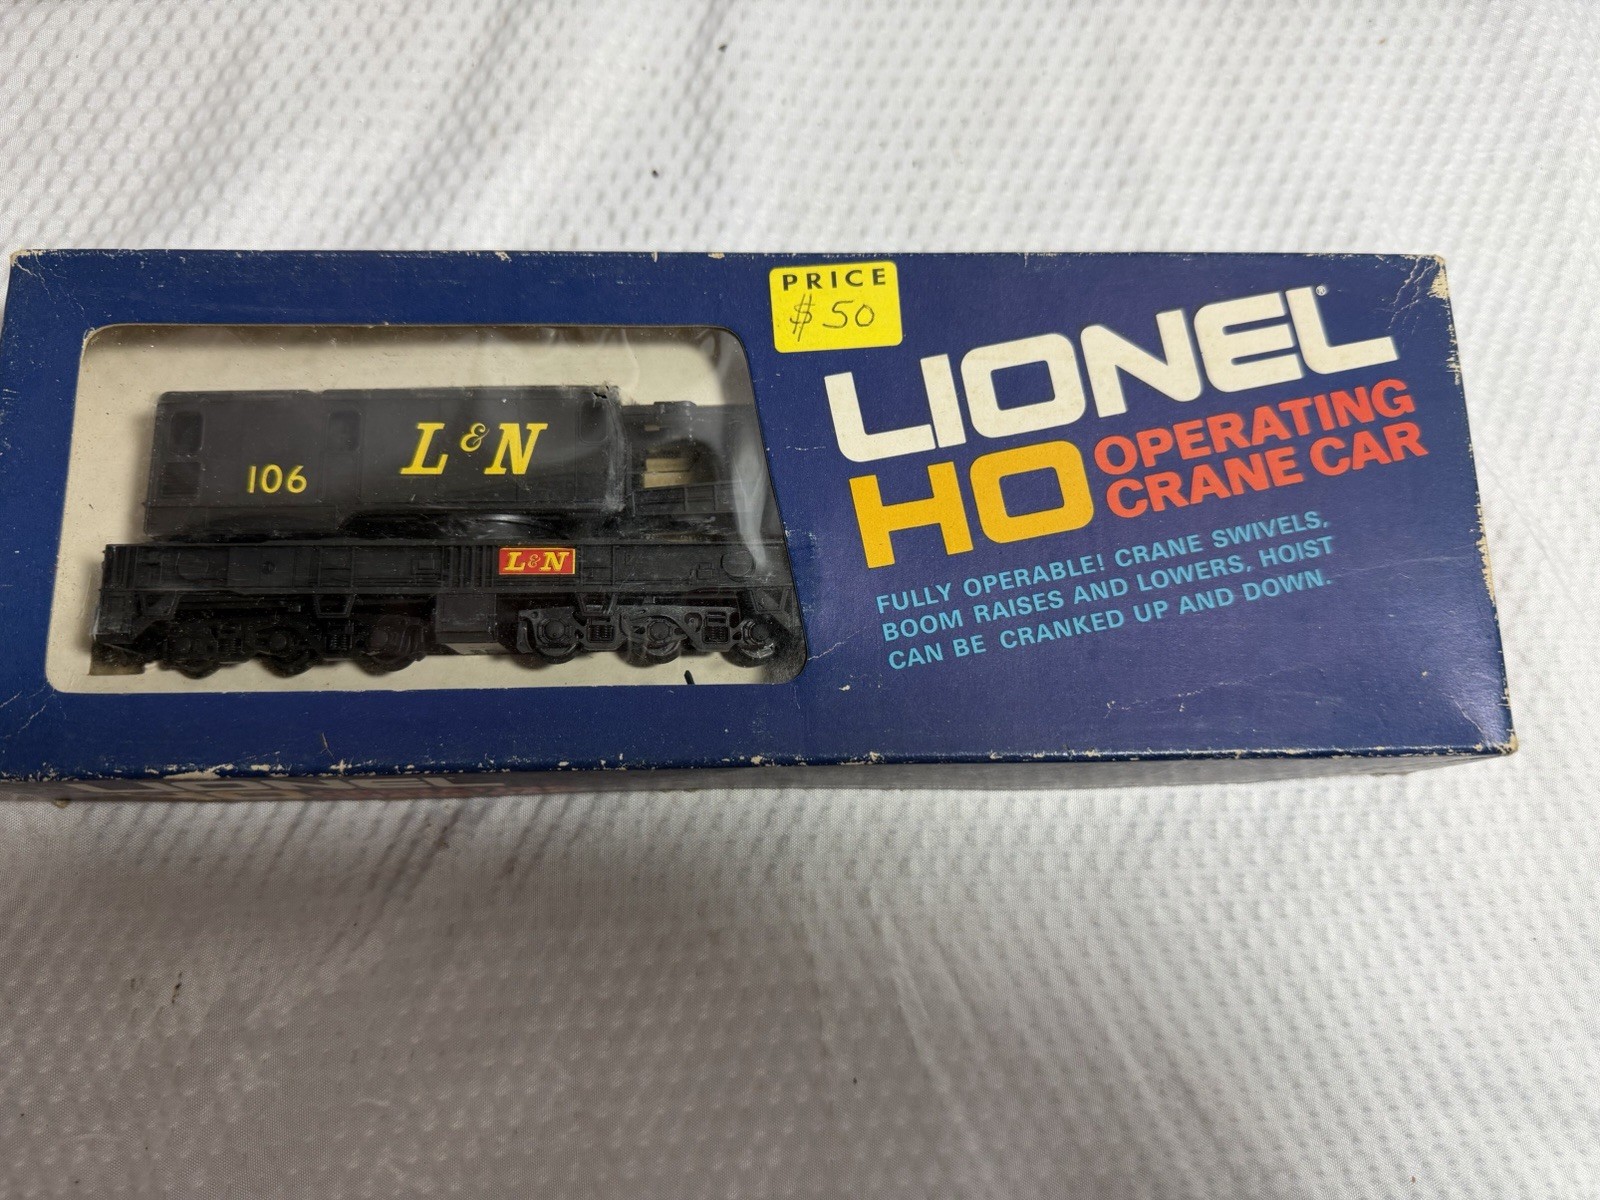 PRICE
$50
LIONEL®
HO OPERATING
CRANE CAR
FULLY OPERABLE! CRANE SWIVELS,
BOOM RAISES AND LOWERS, HOIST
CAN BE CRANKED UP AND DOWN.
106 L&N
L&N
LIONEL